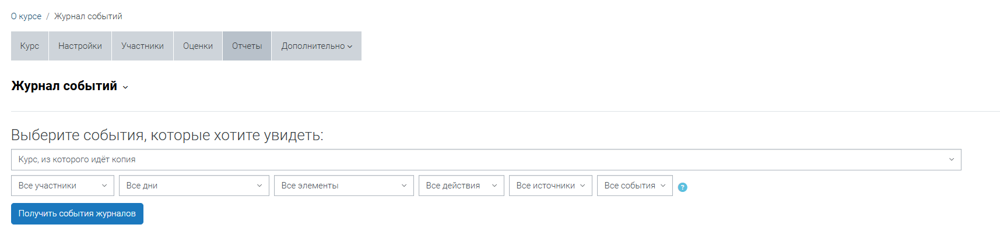 О курсе / Журнал событий
Курс Настройки Участники Оценки Отчеты Дополнительно
Журнал событий
Выберите события, которые хотите увидеть:
Курс, из которого идёт копия
Все участники Все дни Все элементы Все действия Все источники Все события ?
Получить события журналов